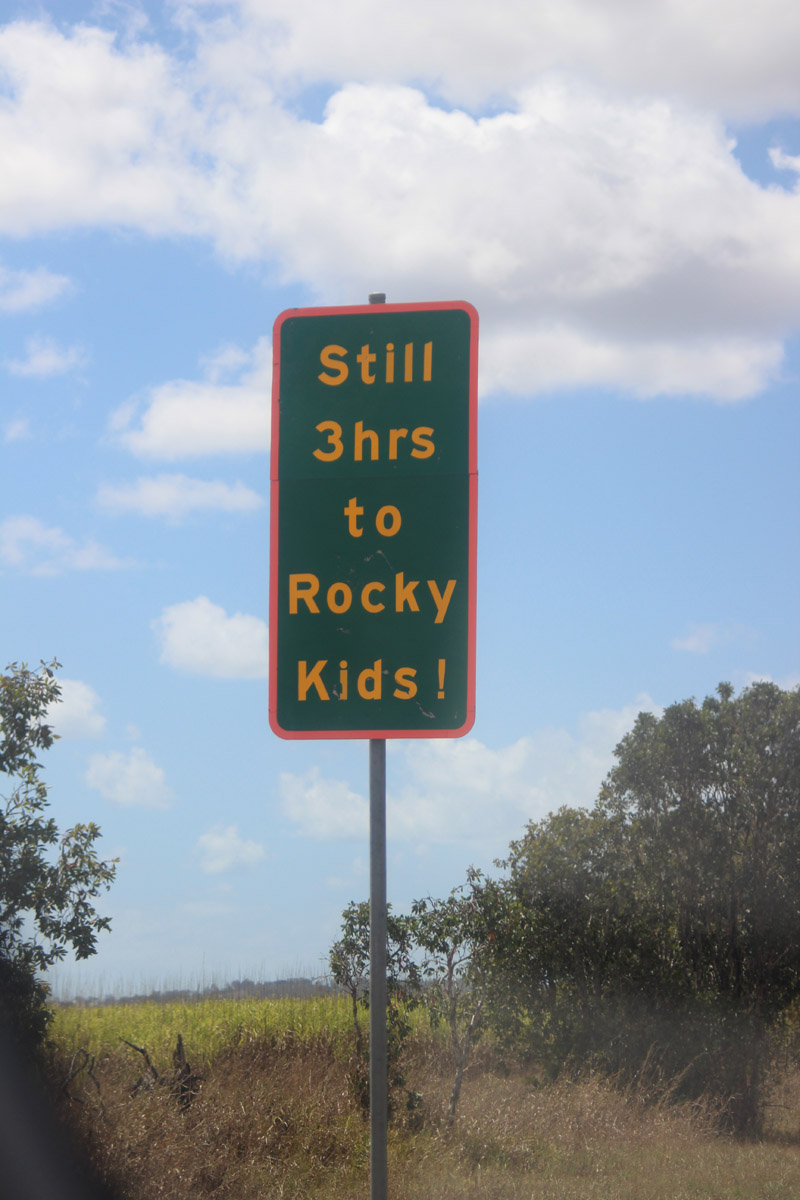 Still
3hrs
to
Rocky
Kids!